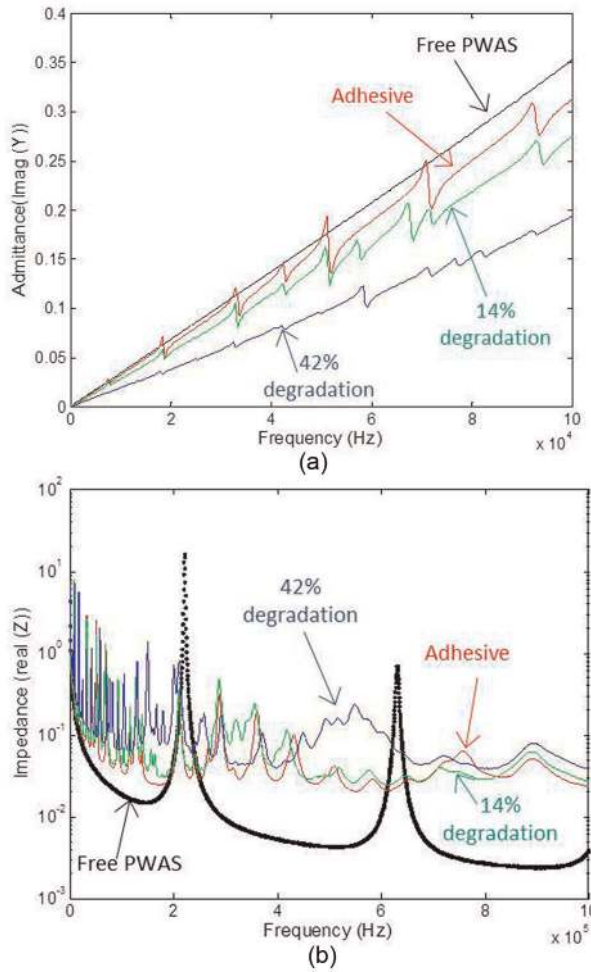 0.4
Free PWAS
0.35
0.3
Adhesive
0.25
0.2
0.15
0.1
14%
degradation
0.05
42%
degradation
0
0 2 4 6 8 10
Admittance(Imag (Y))
Frequency (Hz)
x 10^4
(a)
10^2
10^1
42%
degradation
10^0
Adhesive
10^-1
10^-2
14%
degradation
Free PWAS
10^-3
0 2 4 6 8 10
Impedance (real (Z))
Frequency (Hz)
x 10^5
(b)